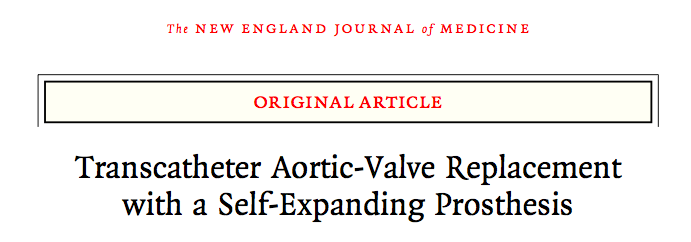 The NEW ENGLAND JOURNAL of MEDICINE
ORIGINAL ARTICLE
Transcatheter Aortic-Valve Replacement
with a Self-Expanding Prosthesis